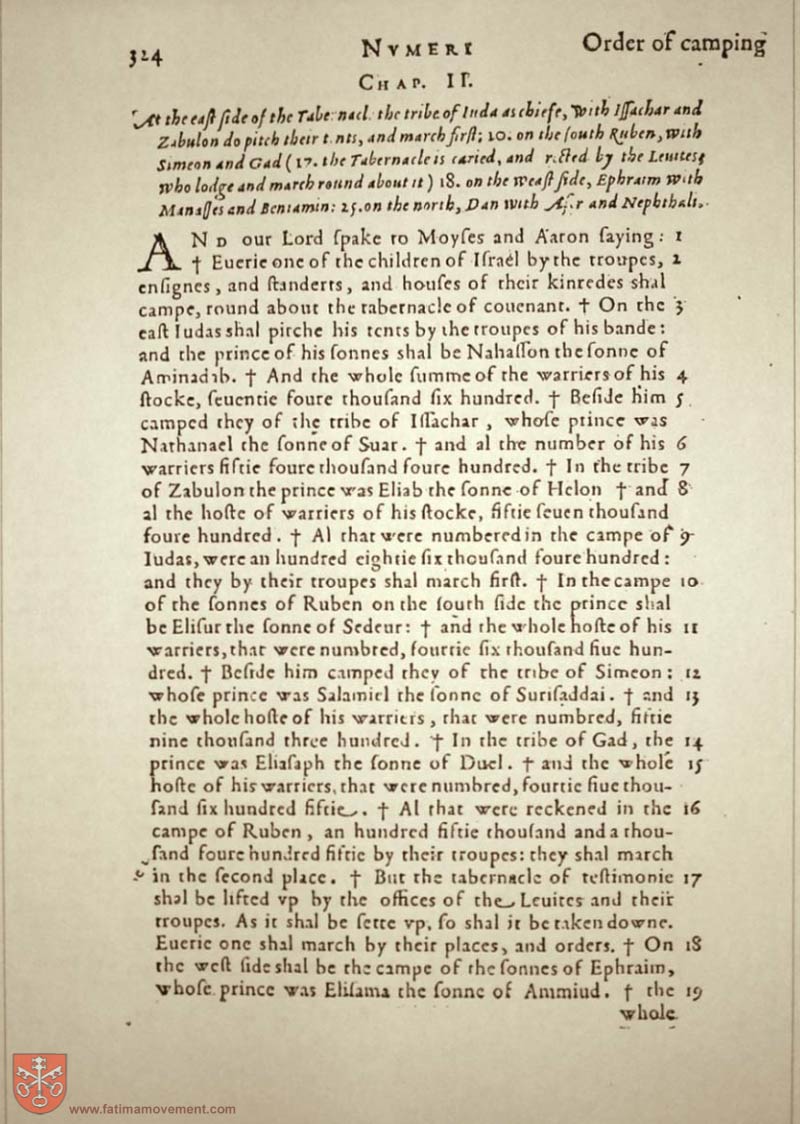 324 NVMERI Order of camping
CHAP. II.
At the east side of the Tabernacl the tribe of Iuda as chiefe, With Issachar and
Zabulon do pitch their tents, and march first; 10. on the south Ruben, with
Simeon and Gad (17. the Tabernacle is caried, and rested by the Leuites;
who lodge and march round about it) 18. on the weast side, Ephraim with
Manasses and Beniamin: 25. on the north, Dan with Aser and Nephthali.
AND our Lord ſpake to Moyſes and Aaron ſaying: 1
† Euerie one of the children of Iſrael by the troupes, 2
enſignes, and ſtanderts, and houſes of their kinredes shal
campe, round about the tabernacle of couenant. † On the 3
eaſt Iudas shal pitche his tents by the troupes of his bande:
and the prince of his ſonnes shal be Nahaſſon the ſonne of
Aminadab. † And the whole ſumme of the warriers of his 4
ſtocke, ſeuentie foure thouſand ſix hundred. † Beſide him 5
camped they of the tribe of Iſſachar, whoſe prince was
Nathanael the ſonne of Suar. † and al the number of his 6
warriers fiftie foure thouſand foure hundred. † In the tribe 7
of Zabulon the prince was Eliab the ſonne of Helon † and 8
al the hoſte of warriers of his ſtocke, fiftie ſeuen thouſand
foure hundred. † Al that were numbered in the campe of 9
Iudas, were an hundred eightie ſix thouſand foure hundred:
and they by their troupes shal march firſt. † In the campe 10
of the ſonnes of Ruben on the ſouth ſide the prince shal
be Eliſur the ſonne of Sedeur: † and the whole hoſte of his 11
warriers, that were numbred, fourtie ſix thouſand fiue hun-
dred. † Beſide him camped they of the tribe of Simeon: 12
whoſe prince was Salamiel the ſonne of Suriſaddai. † and 13
the whole hoſte of his warriers, that were numbred, fiftie
nine thouſand three hundred. † In the tribe of Gad, the 14
prince was Eliaſaph the ſonne of Duel. † and the whole 15
hoſte of his warriers, that were numbred, fourtie fiue thou-
ſand ſix hundred fiftie. † Al that were reckened in the 16
campe of Ruben, an hundred fiftie thouſand and a thou-
ſand foure hundred fiftie by their troupes: they shal march
in the ſecond place. † But the tabernacle of teſtimonie 17
shal be lifted vp by the offices of the Leuites and their
troupes. As it shal be ſette vp, ſo shal it be taken downe.
Euerie one shal march by their places, and orders. † On 18
the weſt ſide shal be the campe of the ſonnes of Ephraim,
whoſe prince was Eliſama the ſonne of Ammiud. † the 19
whole
www.fatimamovement.com